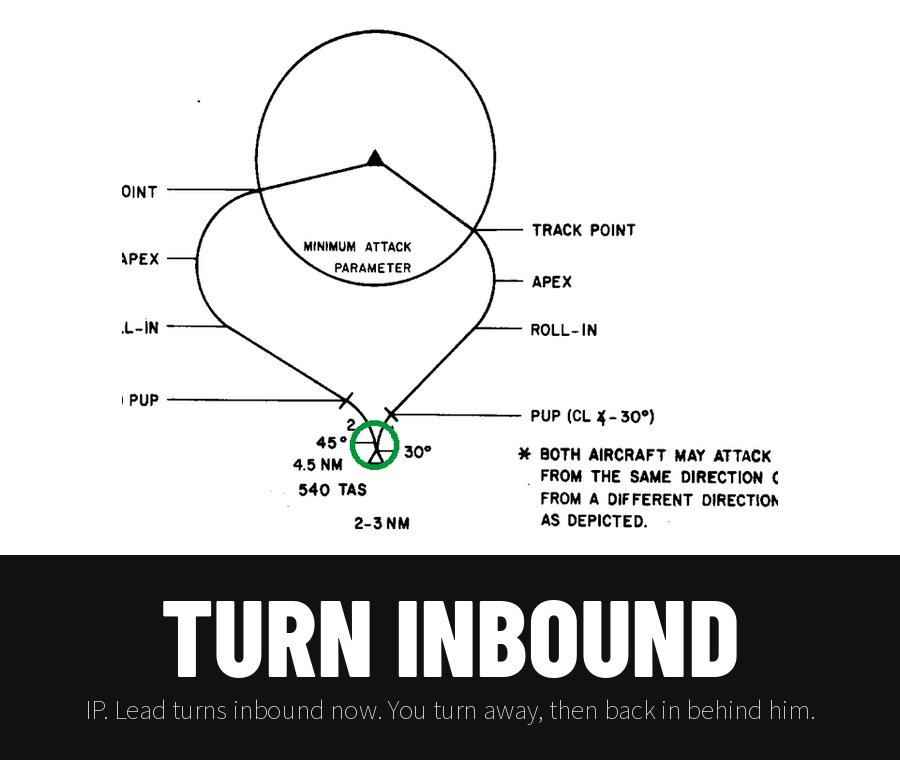 OINT
MINIMUM ATTACK
PARAMETER
TRACK POINT
APEX
APEX
L-IN
ROLL-IN
PUP
PUP (CL ∡-30°)
2
45°
30°
4.5 NM
540 TAS
2-3 NM
* BOTH AIRCRAFT MAY ATTACK
FROM THE SAME DIRECTION
FROM A DIFFERENT DIRECTION
AS DEPICTED.
TURN INBOUND
IP. Lead turns inbound now. You turn away, then back in behind him.